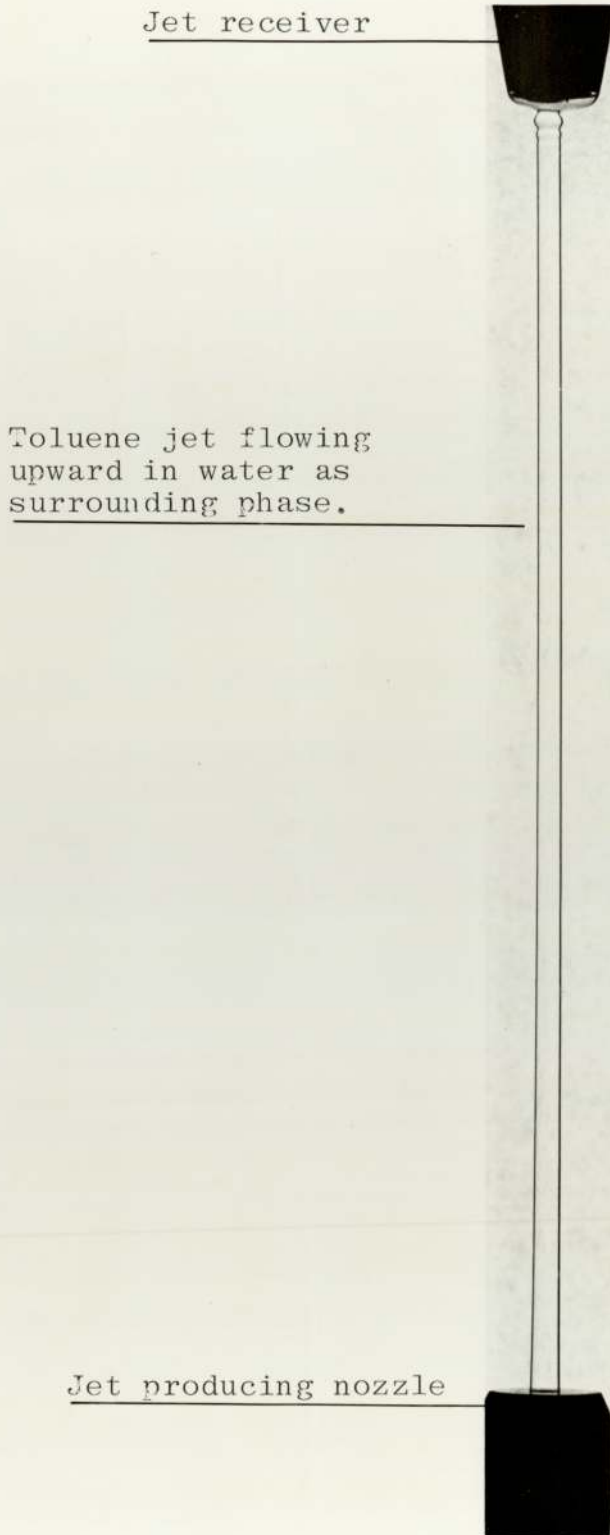 Jet receiver
Toluene jet flowing
upward in water as
surrounding phase.
Jet producing nozzle